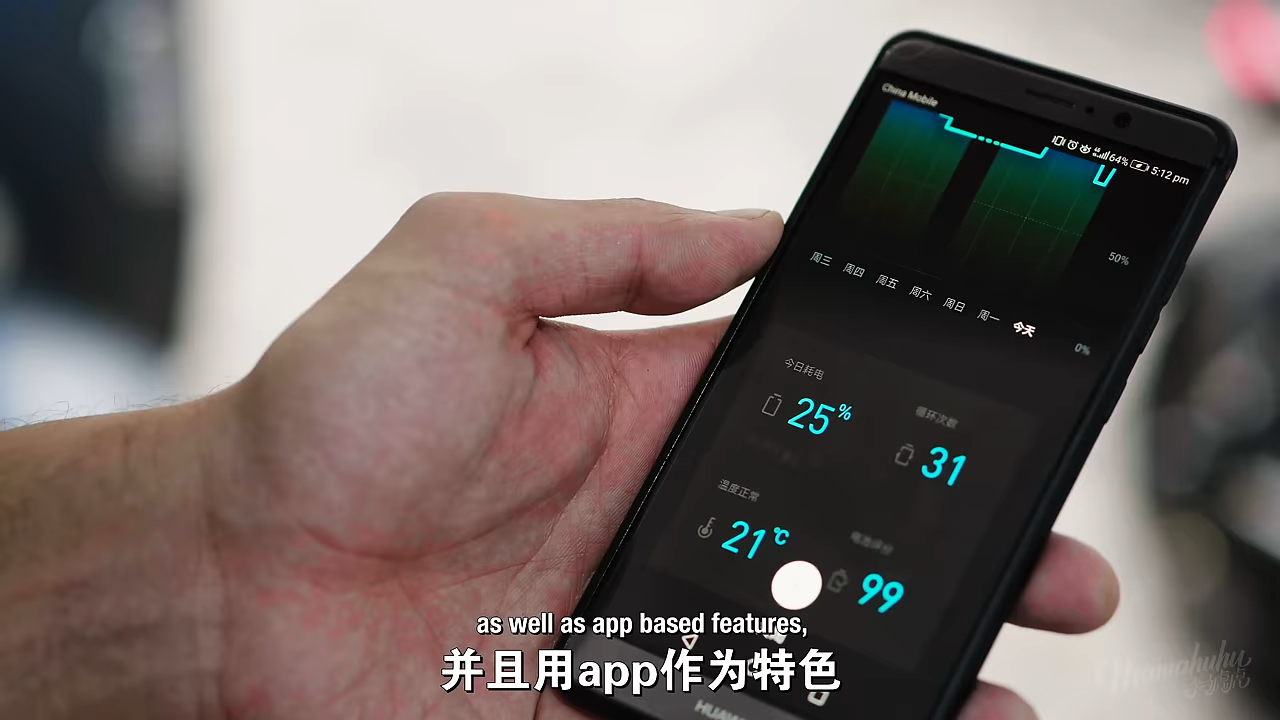 China Mobile
64% 5:12 pm
50%
周三 周四 周五 周六 周日 周一 今天
0%
今日耗电
25%
循环次数
31
温度正常
21℃
电池评分
99
as well as app based features,
并且用app作为特色
HUAWEI